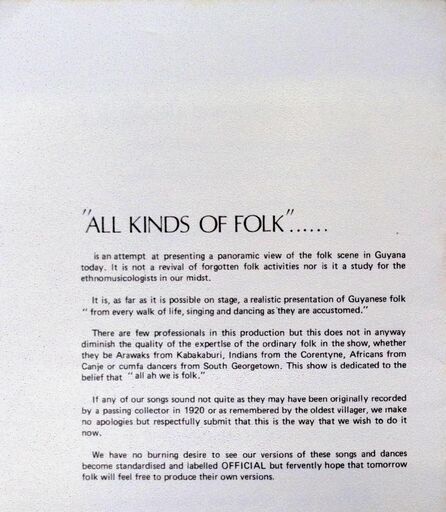 "ALL KINDS OF FOLK"......
is an attempt at presenting a panoramic view of the folk scene in Guyana
today. It is not a revival of forgotten folk activities nor is it a study for the
ethnomusicologists in our midst.
It is, as far as it is possible on stage, a realistic presentation of Guyanese folk
" from every walk of life, singing and dancing as they are accustomed."
There are few professionals in this production but this does not in anyway
diminish the quality of the expertise of the ordinary folk in the show, whether
they be Arawaks from Kabakaburi, Indians from the Corentyne, Africans from
Canje or cumfa dancers from South Georgetown. This show is dedicated to the
belief that " all ah we is folk."
If any of our songs sound not quite as they may have been originally recorded
by a passing collector in 1920 or as remembered by the oldest villager, we make
no apologies but respectfully submit that this is the way that we wish to do it
now.
We have no burning desire to see our versions of these songs and dances
become standardised and labelled OFFICIAL but fervently hope that tomorrow
folk will feel free to produce their own versions.